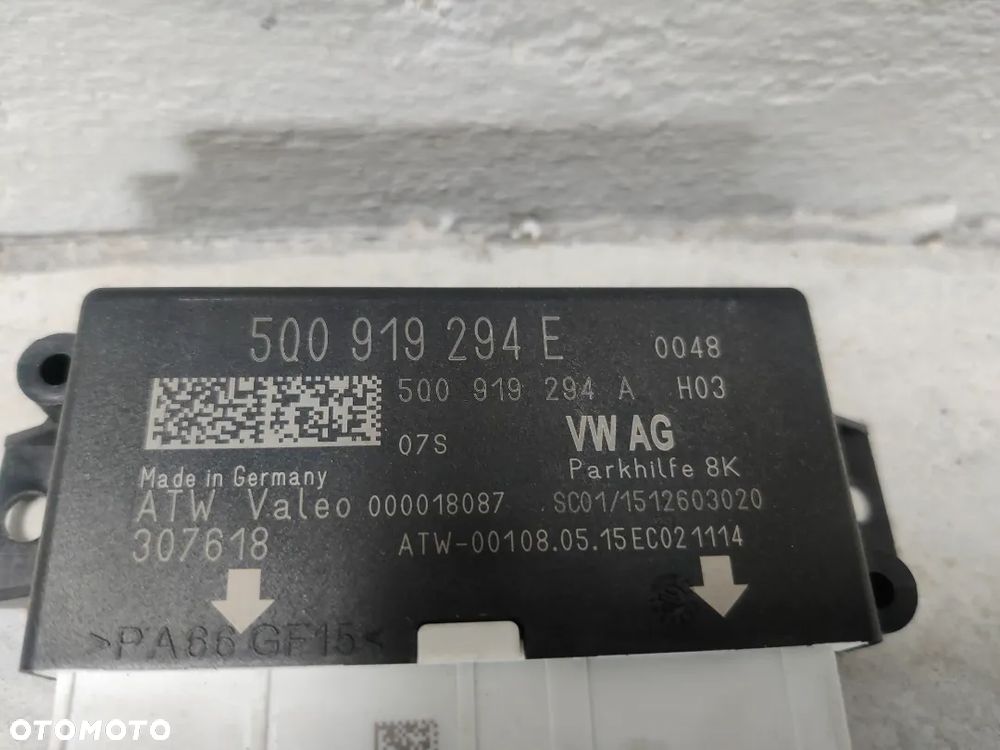 5Q0 919 294 E 0048
5Q0 919 294 A H03
07S VW AG
Made in Germany Parkhilfe 8K
ATW Valeo 000018087 SC01/1512603020
307618 ATW-00108.05.15EC021114
>PA66 GF15<
OTOMOTO